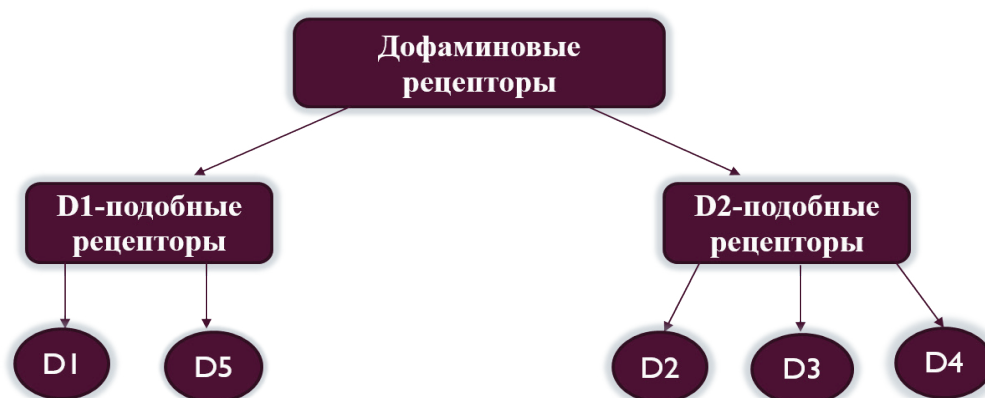 Дофаминовые
рецепторы
D1-подобные
рецепторы
D2-подобные
рецепторы
D1
D5
D2
D3
D4